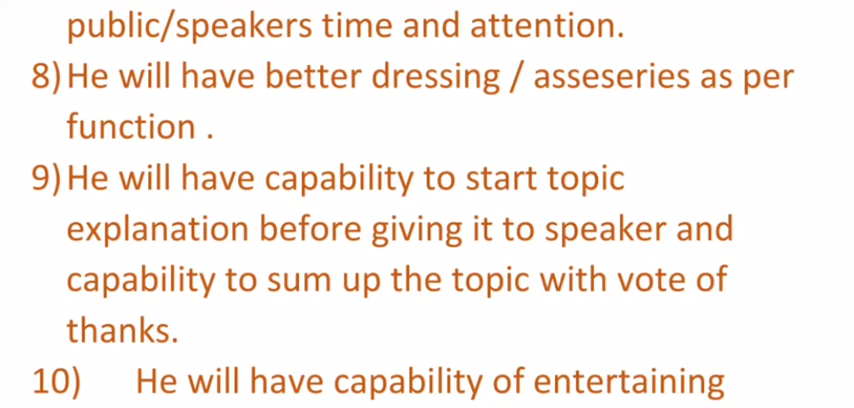 public/speakers time and attention.
8) He will have better dressing / asseseries as per
function .
9) He will have capability to start topic
explanation before giving it to speaker and
capability to sum up the topic with vote of
thanks.
10) He will have capability of entertaining